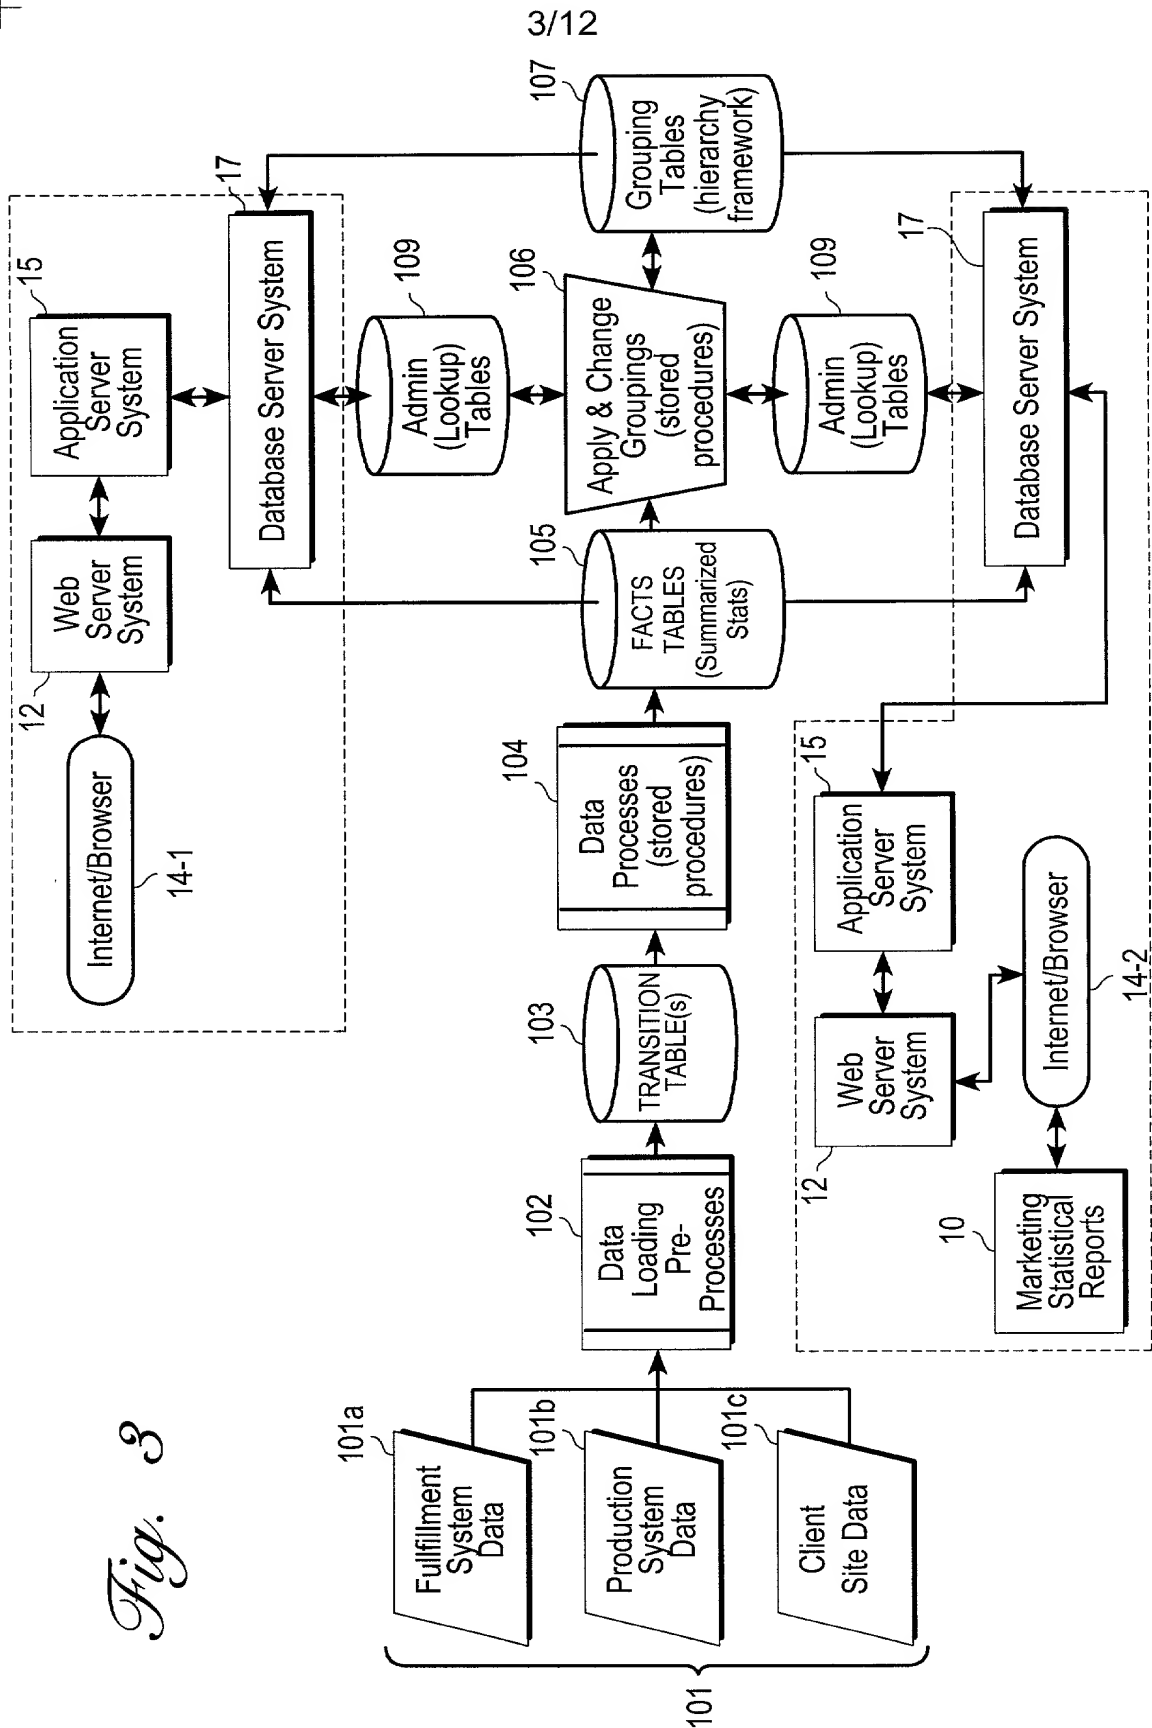 3/12
Fig. 3
Internet/Browser
14-1
12
Web
Server
System
15
Application
Server
System
17
Database Server System
109
Admin
(Lookup)
Tables
101
101a
Fullfillment
System
Data
101b
Production
System
Data
101c
Client
Site Data
102
Data
Loading
Pre-
Processes
103
TRANSITION
TABLE(s)
104
Data
Processes
(stored
procedures)
105
FACTS
TABLES
(Summarized
Stats)
106
Apply & Change
Groupings
(stored
procedures)
107
Grouping
Tables
(hierarchy
framework)
109
Admin
(Lookup)
Tables
17
Database Server System
15
Application
Server
System
12
Web
Server
System
Internet/Browser
14-2
10
Marketing
Statistical
Reports